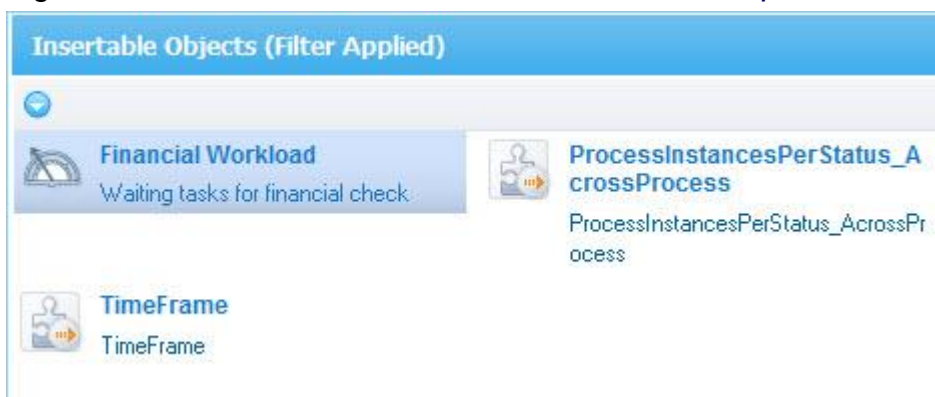 Insertable Objects (Filter Applied)
Financial Workload
Waiting tasks for financial check
ProcessInstancesPerStatus_A
crossProcess
ProcessInstancesPerStatus_AcrossPr
ocess
TimeFrame
TimeFrame